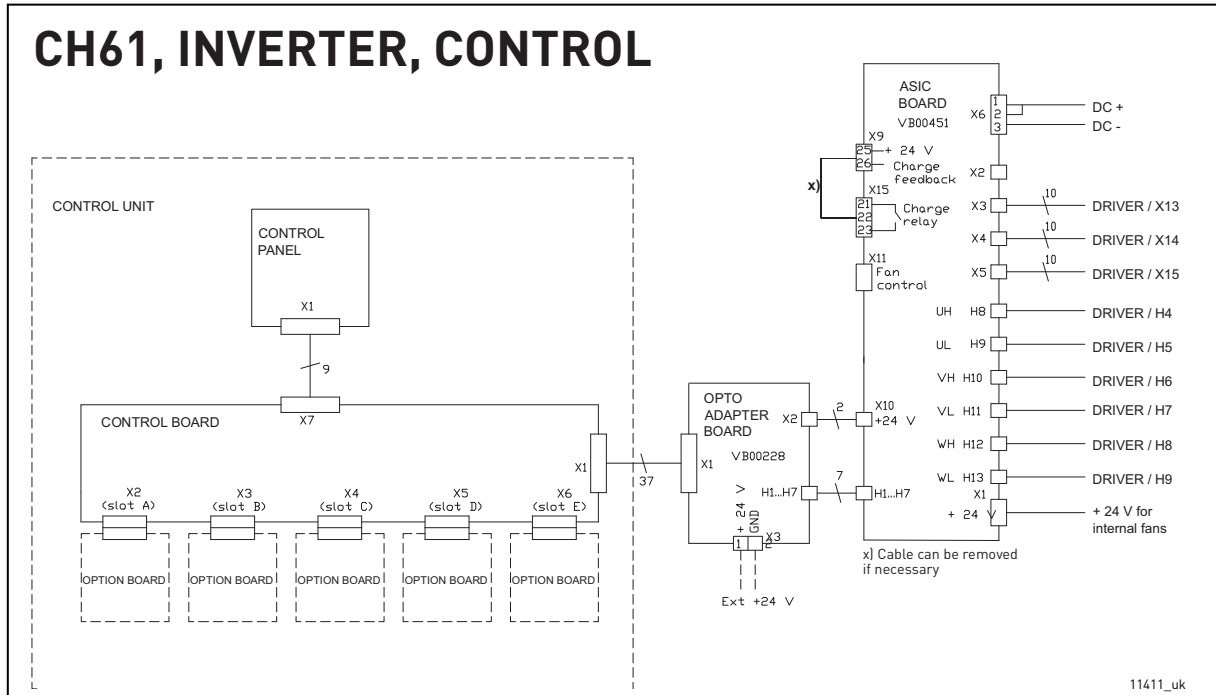 CH61, INVERTER, CONTROL
CONTROL UNIT
CONTROL
PANEL
X1
9
X7
CONTROL BOARD
X1
37
X2
(slot A)
X3
(slot B)
X4
(slot C)
X5
(slot D)
X6
(slot E)
OPTION BOARD
OPTION BOARD
OPTION BOARD
OPTION BOARD
OPTION BOARD
OPTO
ADAPTER
BOARD
VB00228
X1
X2
2
H1...H7
7
+ 24 V
GND
X3
1 2
Ext +24 V
ASIC
BOARD
VB00451
X6
1
2
3
DC +
DC -
X9
25
+ 24 V
26
Charge
feedback
x)
X15
21
22
23
Charge
relay
X11
Fan
control
X10
+24 V
H1...H7
X2
X3
10
DRIVER / X13
X4
10
DRIVER / X14
X5
10
DRIVER / X15
UH H8
DRIVER / H4
UL H9
DRIVER / H5
VH H10
DRIVER / H6
VL H11
DRIVER / H7
WH H12
DRIVER / H8
WL H13
DRIVER / H9
X1
+ 24 V
+ 24 V for
internal fans
x) Cable can be removed
if necessary
11411_uk